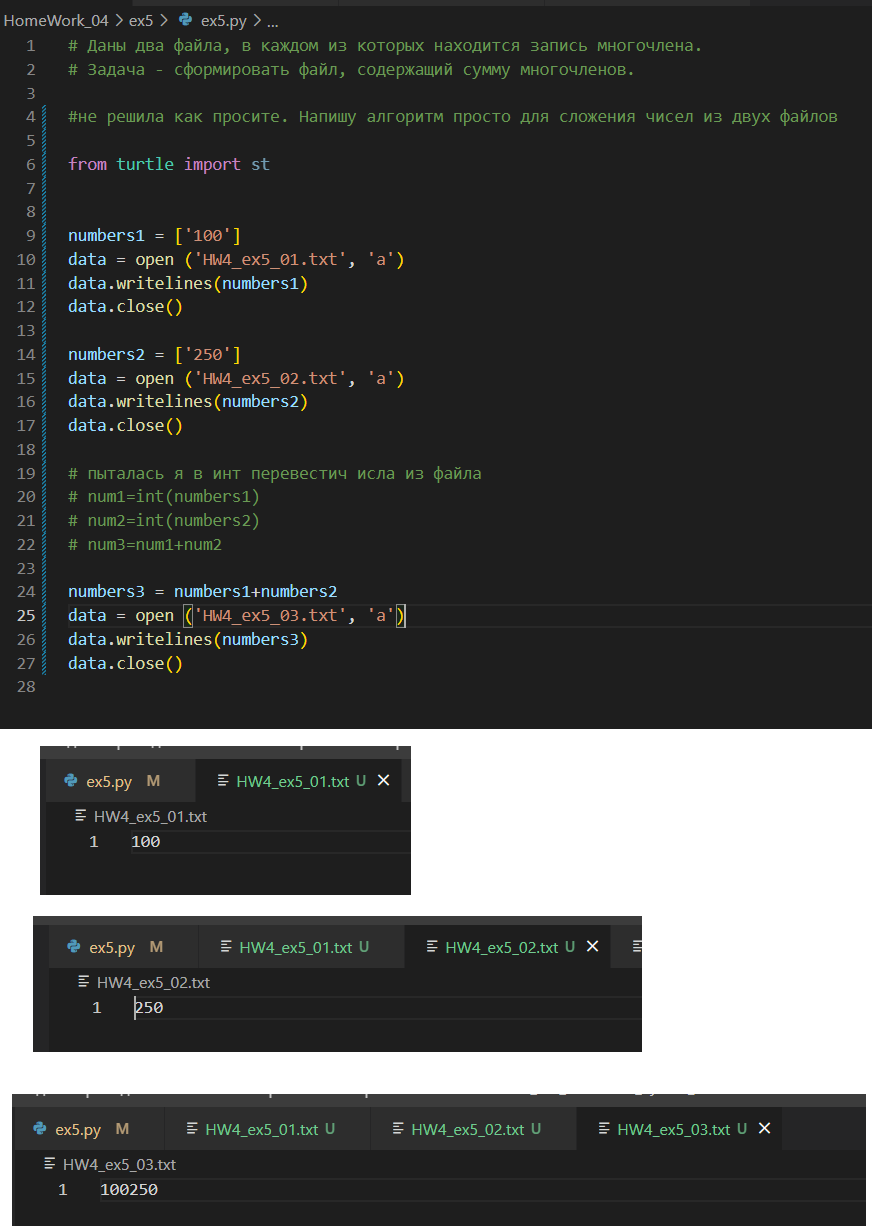 HomeWork_04 > ex5 > ex5.py > ...
1 # Даны два файла, в каждом из которых находится запись многочлена.
2 # Задача - сформировать файл, содержащий сумму многочленов.
3
4 #не решила как просите. Напишу алгоритм просто для сложения чисел из двух файлов
5
6 from turtle import st
7
8
9 numbers1 = ['100']
10 data = open ('HW4_ex5_01.txt', 'a')
11 data.writelines(numbers1)
12 data.close()
13
14 numbers2 = ['250']
15 data = open ('HW4_ex5_02.txt', 'a')
16 data.writelines(numbers2)
17 data.close()
18
19 # пыталась я в инт перевестич исла из файла
20 # num1=int(numbers1)
21 # num2=int(numbers2)
22 # num3=num1+num2
23
24 numbers3 = numbers1+numbers2
25 data = open ('HW4_ex5_03.txt', 'a')
26 data.writelines(numbers3)
27 data.close()
28
ex5.py M HW4_ex5_01.txt U
HW4_ex5_01.txt
1 100
ex5.py M HW4_ex5_01.txt U HW4_ex5_02.txt U
HW4_ex5_02.txt
1 250
ex5.py M HW4_ex5_01.txt U HW4_ex5_02.txt U HW4_ex5_03.txt U
HW4_ex5_03.txt
1 100250